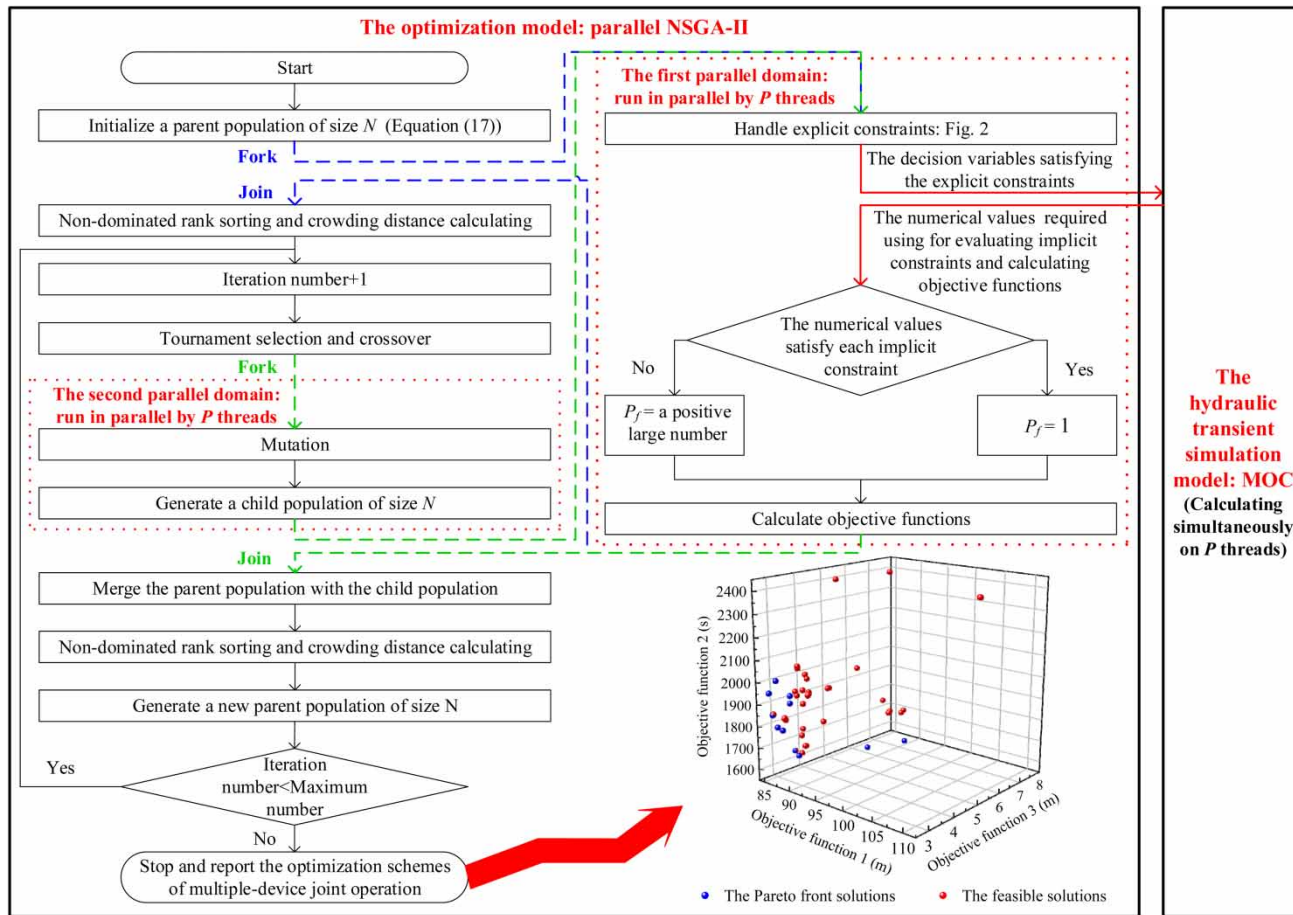 The optimization model: parallel NSGA-II
Start
Initialize a parent population of size N (Equation (17))
Fork
Join
Non-dominated rank sorting and crowding distance calculating
Iteration number+1
Tournament selection and crossover
Fork
The second parallel domain:
run in parallel by P threads
Mutation
Generate a child population of size N
Join
Merge the parent population with the child population
Non-dominated rank sorting and crowding distance calculating
Generate a new parent population of size N
Yes
Iteration
number<Maximum
number
No
Stop and report the optimization schemes
of multiple-device joint operation
The first parallel domain:
run in parallel by P threads
Handle explicit constraints: Fig. 2
The decision variables satisfying
the explicit constraints
The numerical values required
using for evaluating implicit
constraints and calculating
objective functions
The numerical values
satisfy each implicit
constraint
No
Yes
Pf = a positive
large number
Pf = 1
Calculate objective functions
Objective function 2 (s)
2400
2300
2200
2100
2000
1900
1800
1700
1600
85
90
95
100
105
110
Objective function 1 (m)
3
4
5
6
7
8
Objective function 3 (m)
The Pareto front solutions
The feasible solutions
The
hydraulic
transient
simulation
model: MOC
(Calculating
simultaneously
on P threads)